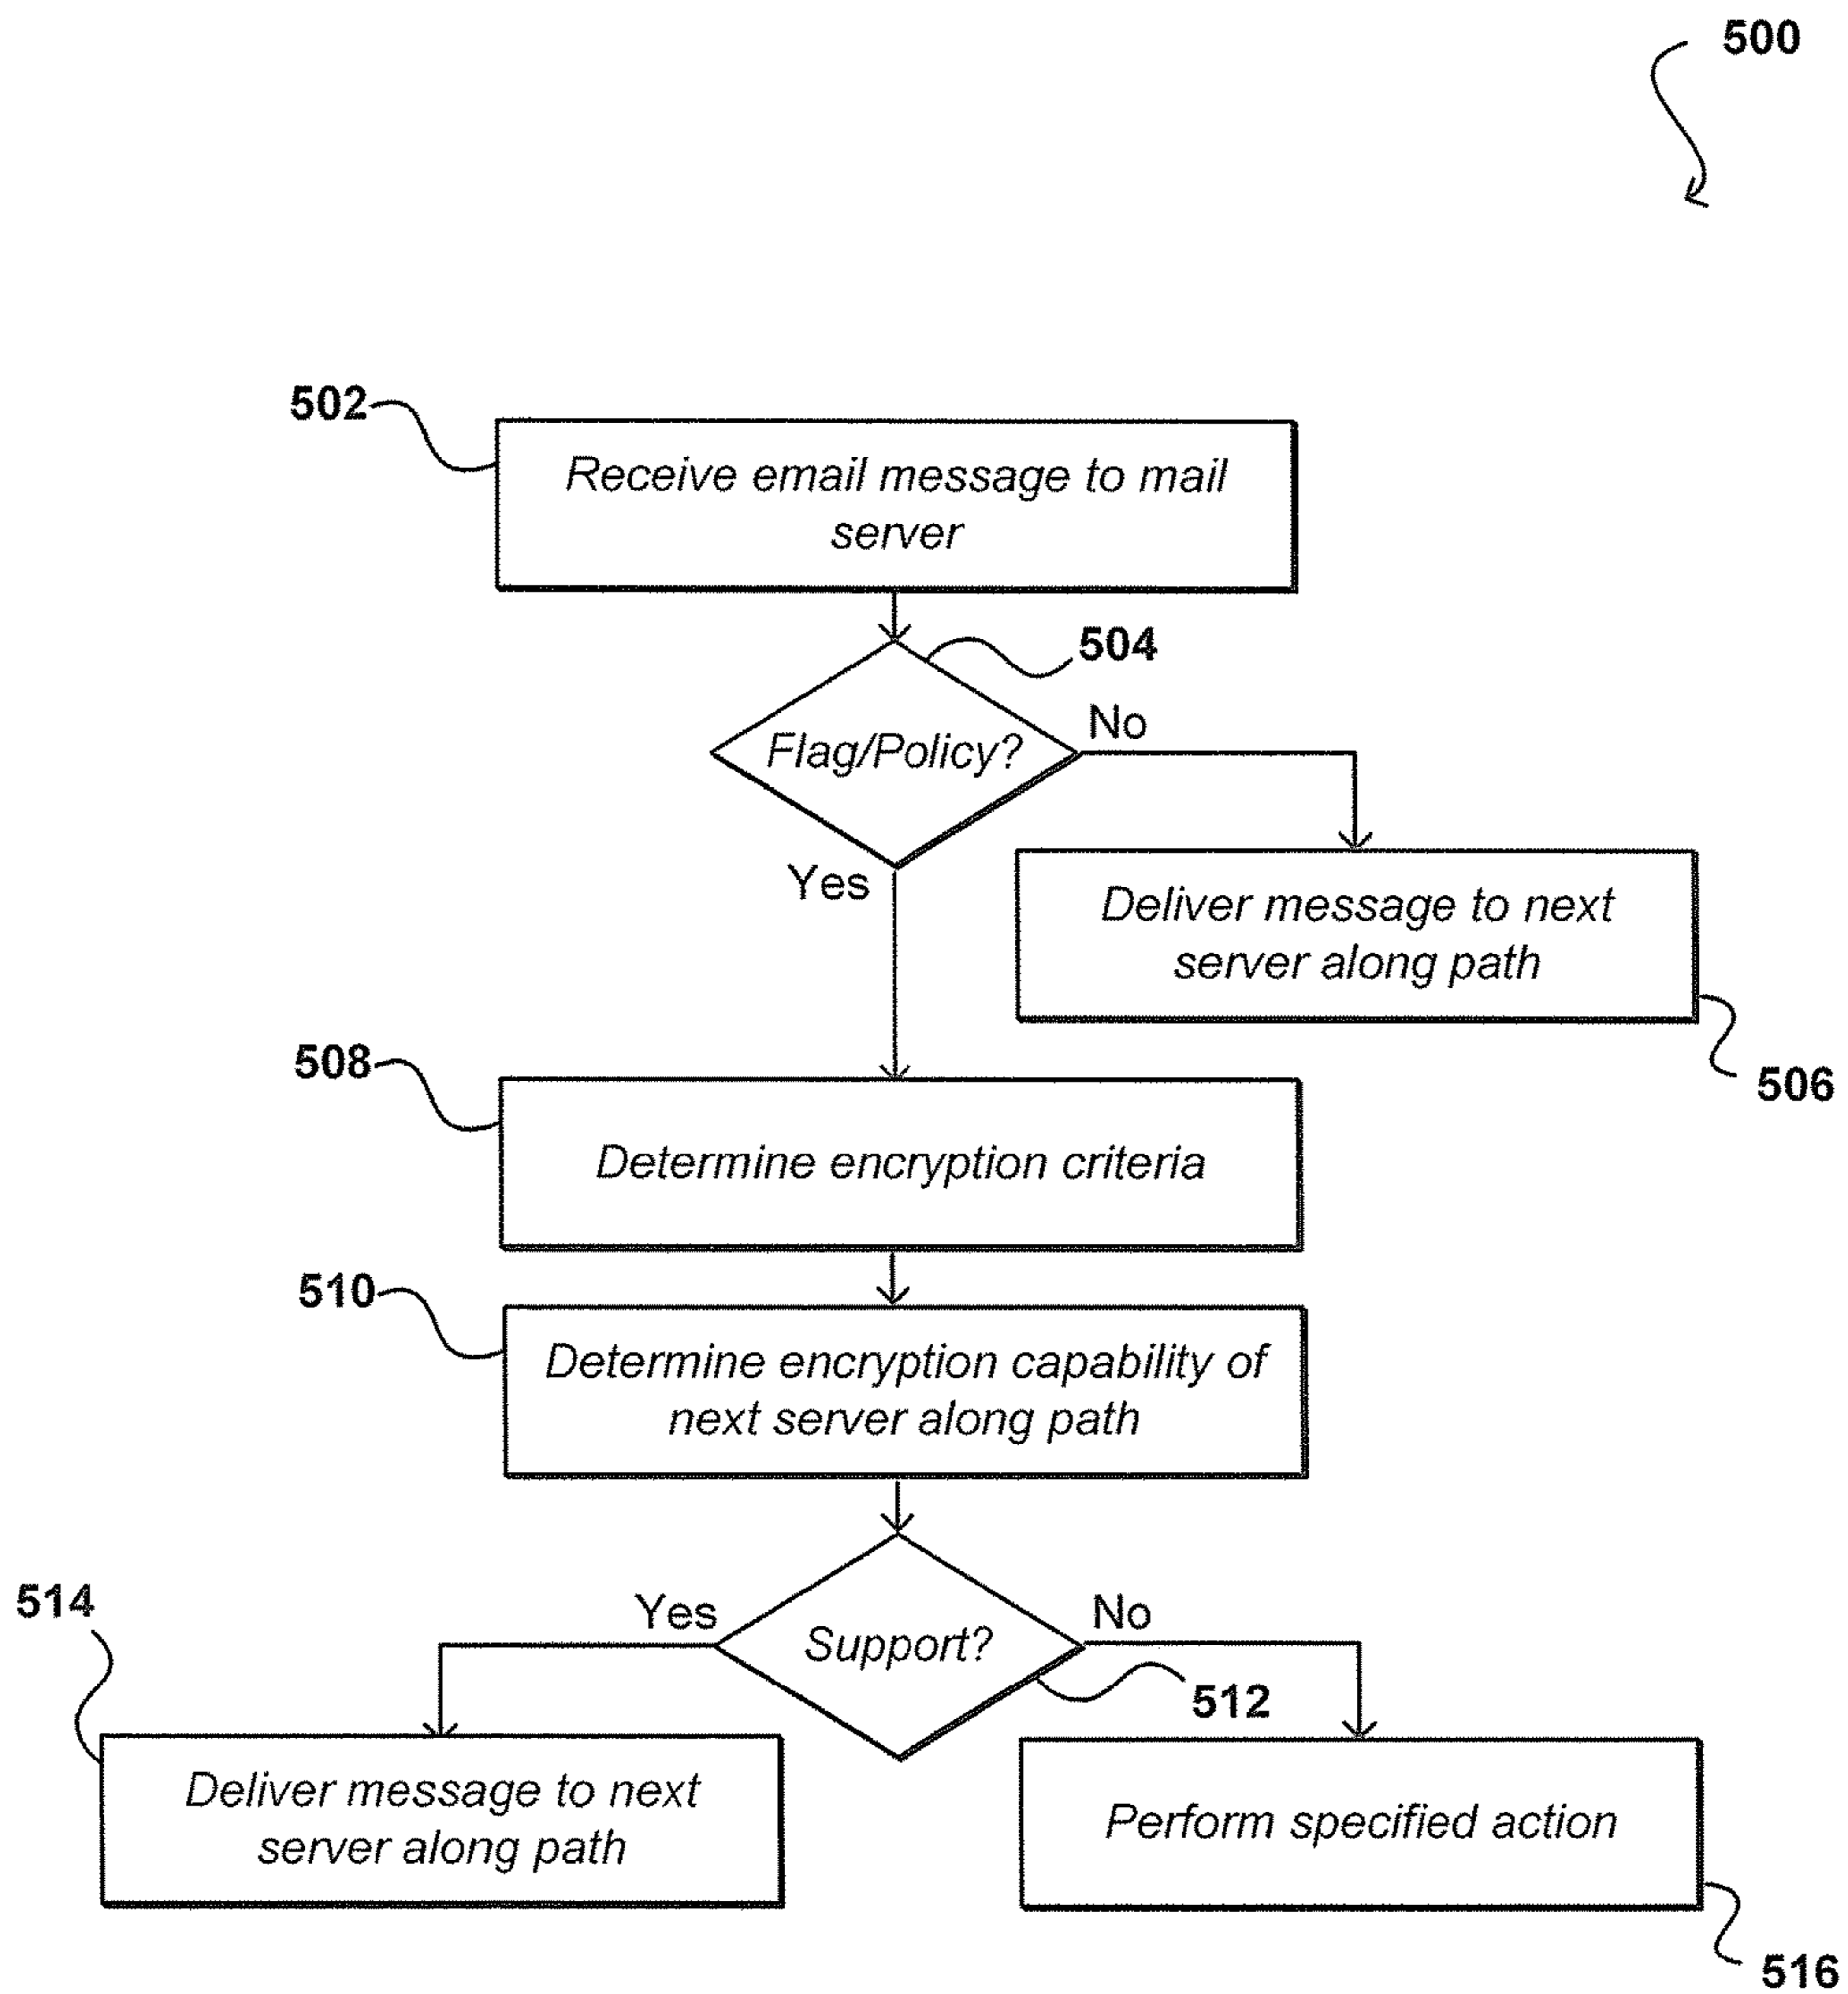 500
502
Receive email message to mail
server
504
Flag/Policy?
No
Yes
Deliver message to next
server along path
506
508
Determine encryption criteria
510
Determine encryption capability of
next server along path
514
Yes
Support?
No
512
Deliver message to next
server along path
Perform specified action
516